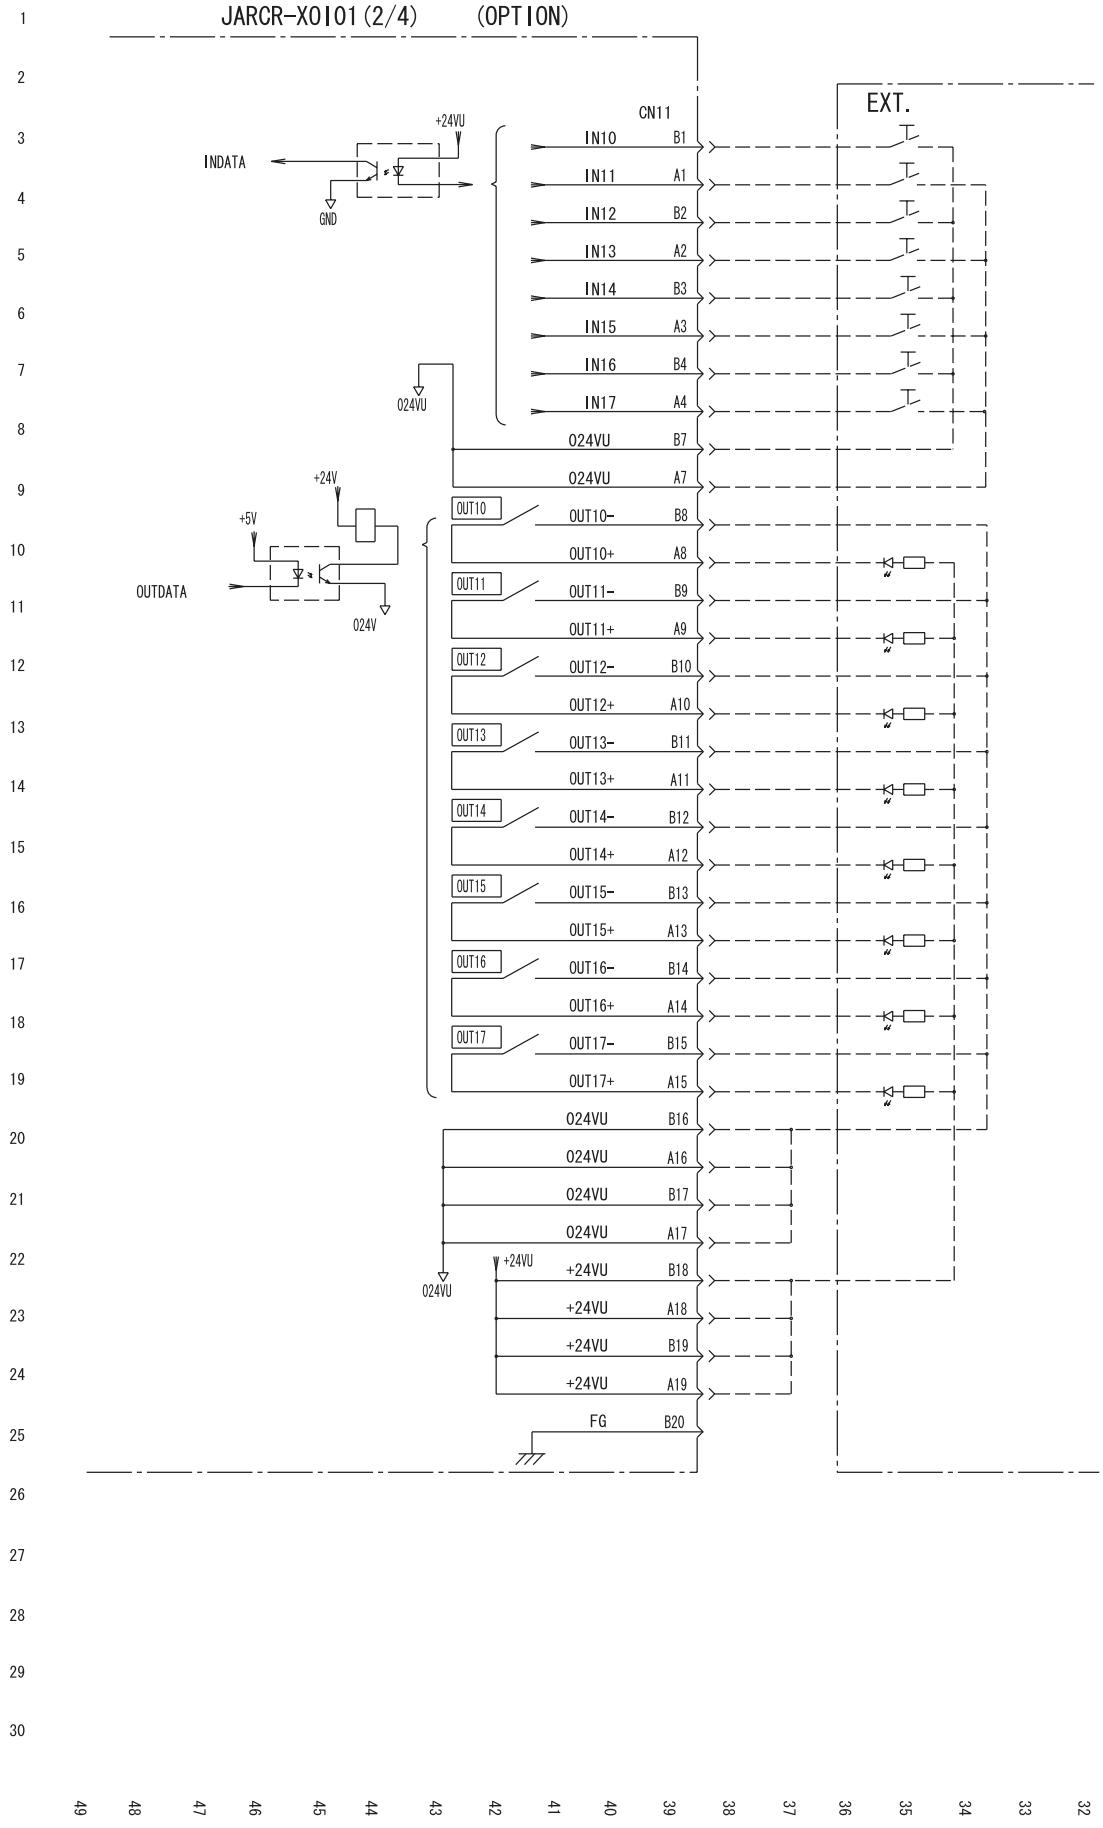 1
JARCR-XOI01(2/4) (OPTION)
2
EXT.
CN11
3
+24VU
INDATA
IN10 B1
4
GND
IN11 A1
IN12 B2
5
IN13 A2
6
IN14 B3
IN15 A3
7
IN16 B4
024VU
IN17 A4
8
024VU B7
9
+24V
024VU A7
+5V
OUT10
OUT10- B8
10
OUT10+ A8
OUTDATA
024V
11
OUT11
OUT11- B9
OUT11+ A9
12
OUT12
OUT12- B10
OUT12+ A10
13
OUT13
OUT13- B11
14
OUT13+ A11
OUT14
OUT14- B12
15
OUT14+ A12
16
OUT15
OUT15- B13
OUT15+ A13
17
OUT16
OUT16- B14
18
OUT16+ A14
OUT17
OUT17- B15
19
OUT17+ A15
20
024VU B16
024VU A16
21
024VU B17
024VU A17
22
024VU
+24VU
+24VU B18
23
+24VU A18
+24VU B19
24
+24VU A19
25
FG B20
26
27
28
29
30
49 48 47 46 45 44 43 42 41 40 39 38 37 36 35 34 33 32